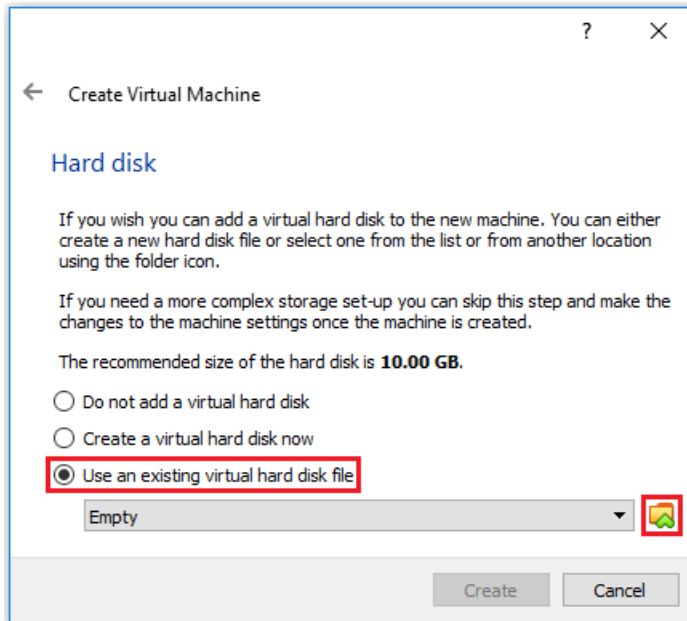 ?
Create Virtual Machine
Hard disk
If you wish you can add a virtual hard disk to the new machine. You can either
create a new hard disk file or select one from the list or from another location
using the folder icon.
If you need a more complex storage set-up you can skip this step and make the
changes to the machine settings once the machine is created.
The recommended size of the hard disk is 10.00 GB.
Do not add a virtual hard disk
Create a virtual hard disk now
Use an existing virtual hard disk file
Empty
Create Cancel